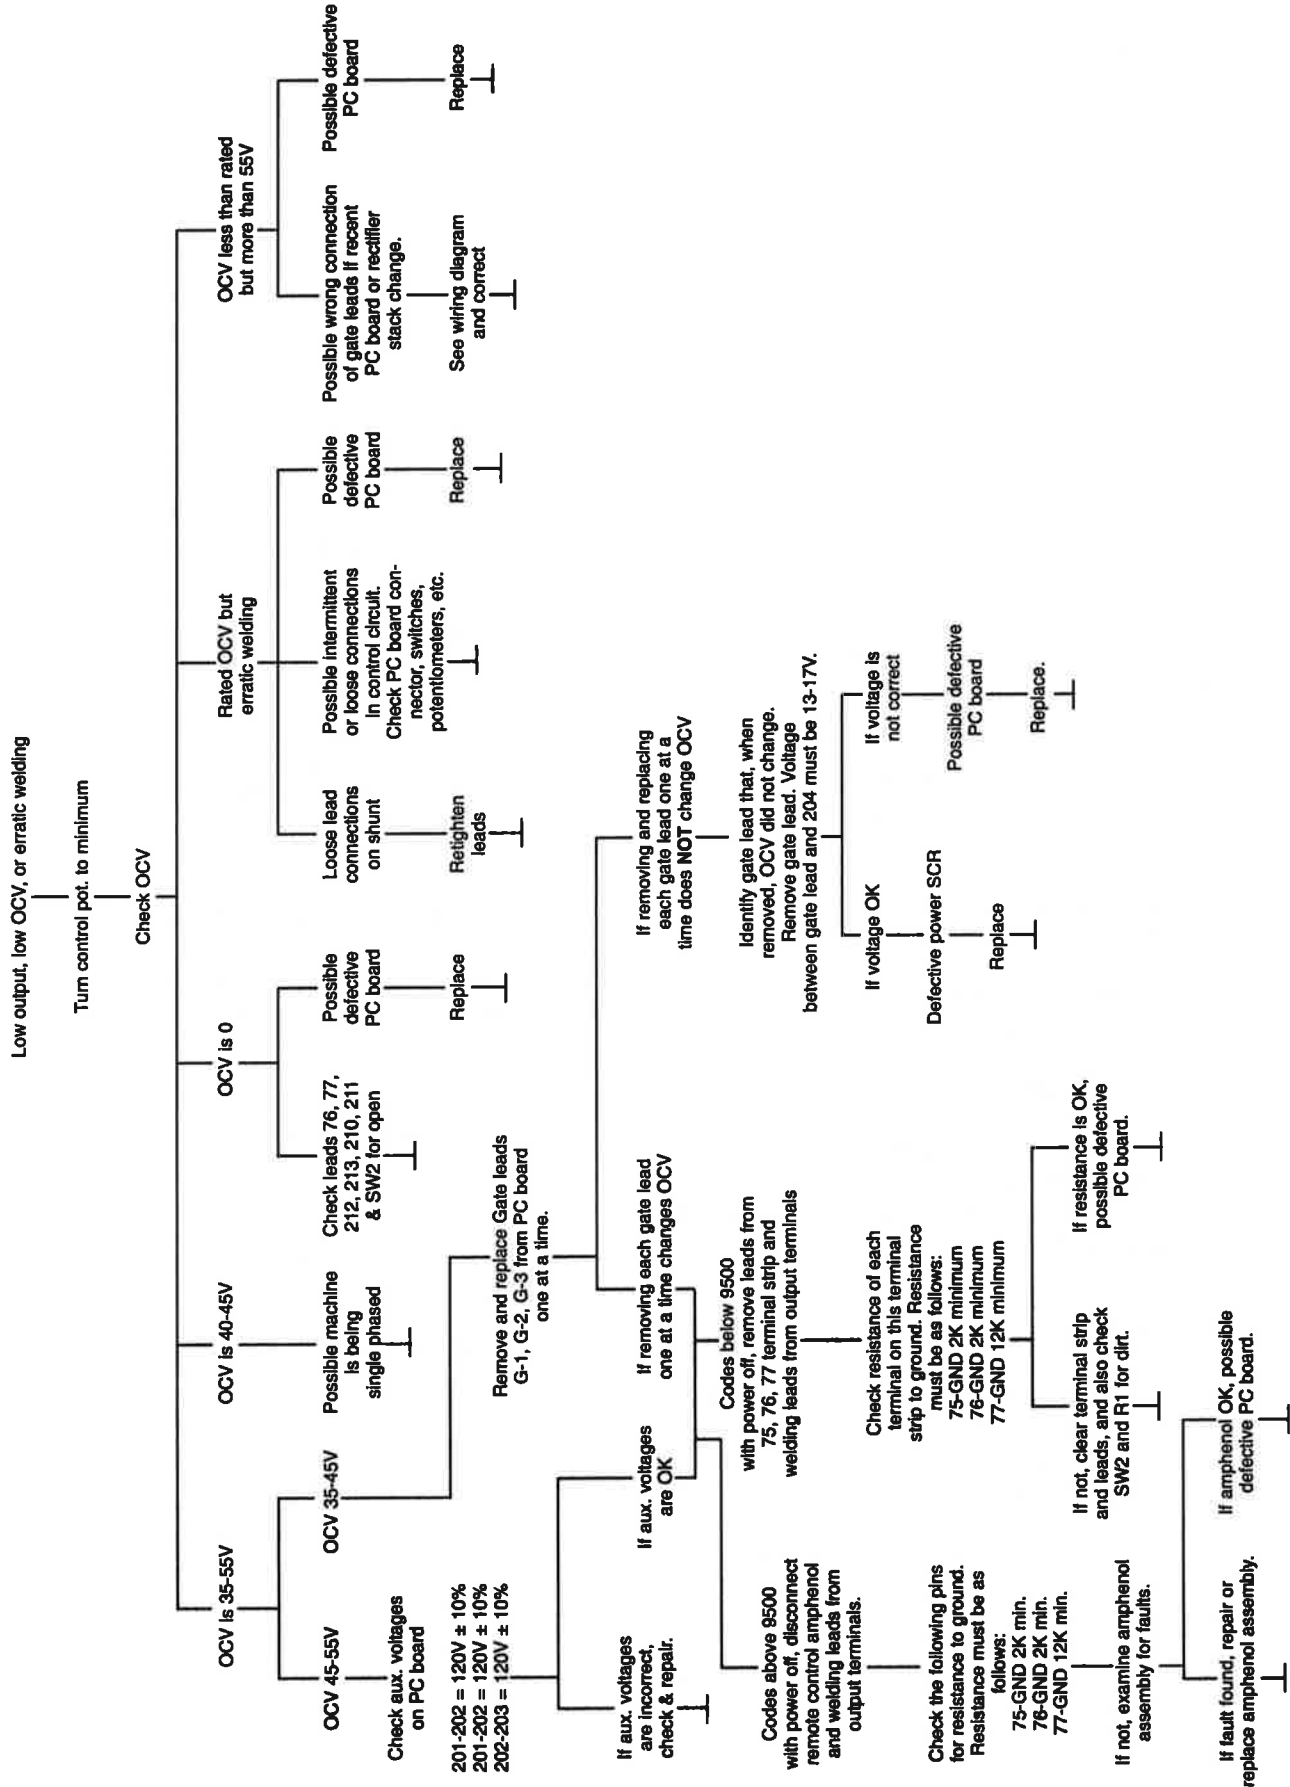 Low output, low OCV, or erratic welding
Turn control pot. to minimum
Check OCV
OCV is 35-55V
OCV is 40-45V
OCV is 0
Rated OCV but
erratic welding
OCV less than rated
but more than 55V
OCV 45-55V
OCV 35-45V
Possible machine
is being
single phased
Check leads 76, 77,
212, 213, 210, 211
& SW2 for open
Possible
defective
PC board
Replace
Loose lead
connections
on shunt
Retighten
leads
Possible intermittent
or loose connections
in control circuit.
Check PC board con-
nector, switches,
potentiometers, etc.
Possible
defective
PC board
Replace
Possible wrong connection
of gate leads if recent
PC board or rectifier
stack change.
See wiring diagram
and correct
Possible defective
PC board
Replace
Check aux. voltages
on PC board
201-202 = 120V ± 10%
201-202 = 120V ± 10%
202-203 = 120V ± 10%
Remove and replace Gate leads
G-1, G-2, G-3 from PC board
one at a time.
If aux. voltages
are incorrect,
check & repair.
If aux. voltages
are OK
If removing each gate lead
one at a time changes OCV
If removing and replacing
each gate lead one at a
time does NOT change OCV
Codes above 9500
with power off, disconnect
remote control amphenol
and welding leads from
output terminals.
Codes below 9500
with power off, remove leads from
75, 76, 77 terminal strip and
welding leads from output terminals
Identify gate lead that, when
removed, OCV did not change.
Remove gate lead. Voltage
between gate lead and 204 must be 13-17V.
Check the following pins
for resistance to ground.
Resistance must be as
follows:
75-GND 2K min.
76-GND 2K min.
77-GND 12K min.
Check resistance of each
terminal on this terminal
strip to ground. Resistance
must be as follows:
75-GND 2K minimum
76-GND 2K minimum
77-GND 12K minimum
If voltage OK
Defective power SCR
Replace
If voltage is
not correct
Possible defective
PC board
Replace.
If not, examine amphenol
assembly for faults.
If not, clear terminal strip
and leads, and also check
SW2 and R1 for dirt.
If resistance is OK,
possible defective
PC board.
If fault found, repair or
replace amphenol assembly.
If amphenol OK, possible
defective PC board.